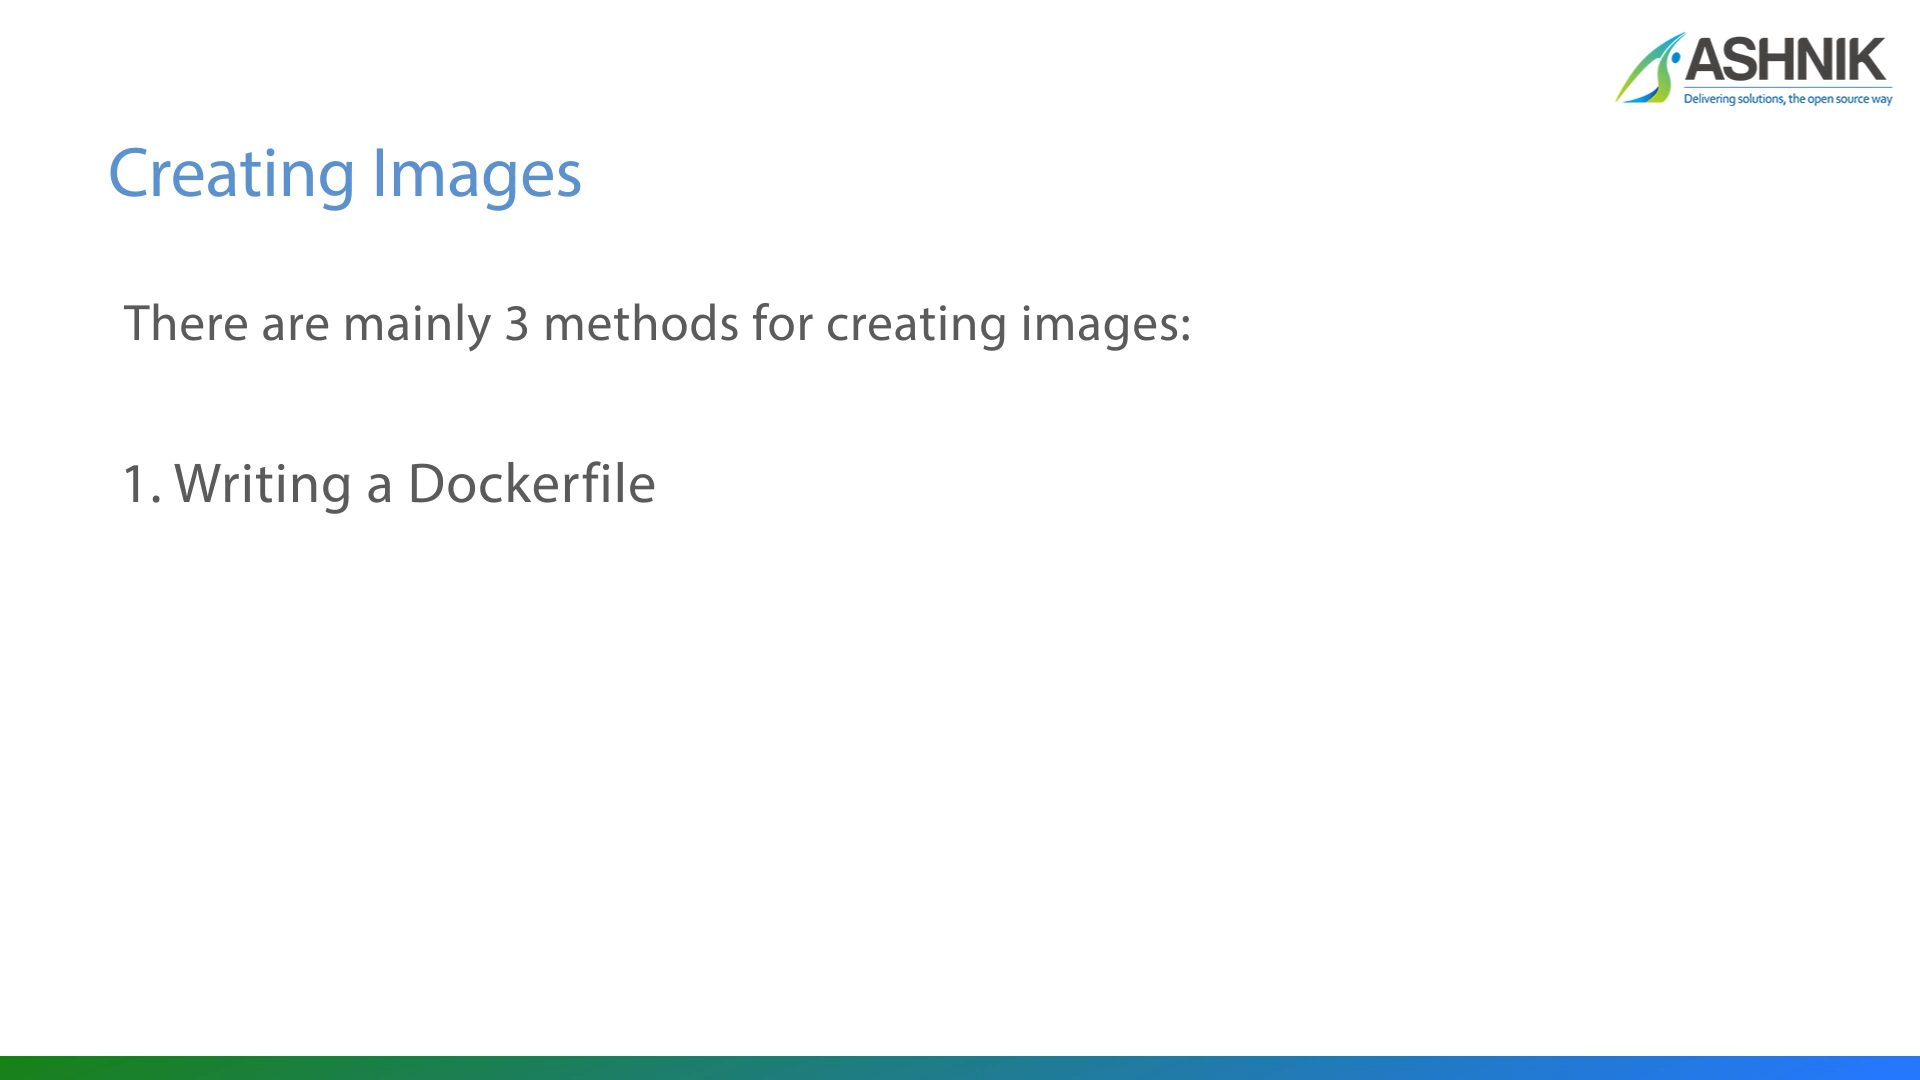 ASHNIK
Delivering solutions, the open source way
Creating Images
There are mainly 3 methods for creating images:
1. Writing a Dockerfile